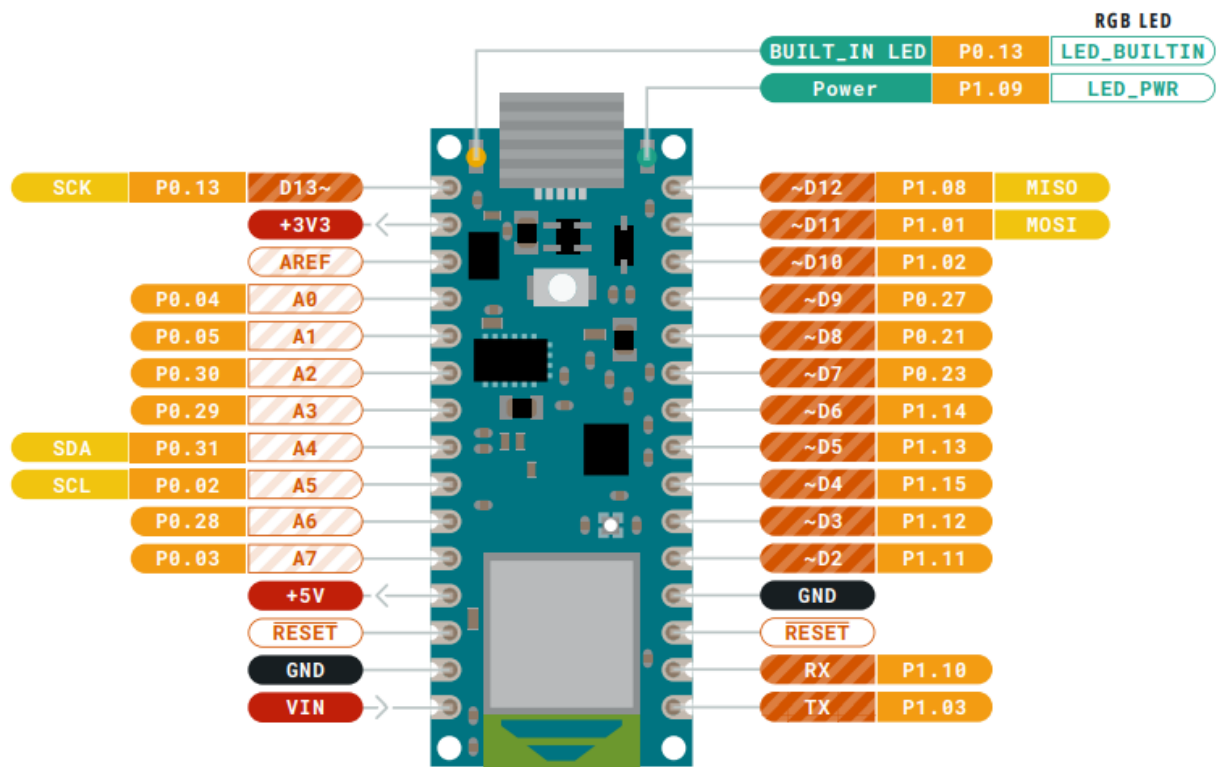 RGB LED
BUILT_IN LED P0.13 LED_BUILTIN
Power P1.09 LED_PWR
SCK P0.13 D13~
+3V3
AREF
P0.04 A0
P0.05 A1
P0.30 A2
P0.29 A3
SDA P0.31 A4
SCL P0.02 A5
P0.28 A6
P0.03 A7
+5V
RESET
GND
VIN
~D12 P1.08 MISO
~D11 P1.01 MOSI
~D10 P1.02
~D9 P0.27
~D8 P0.21
~D7 P0.23
~D6 P1.14
~D5 P1.13
~D4 P1.15
~D3 P1.12
~D2 P1.11
GND
RESET
RX P1.10
TX P1.03